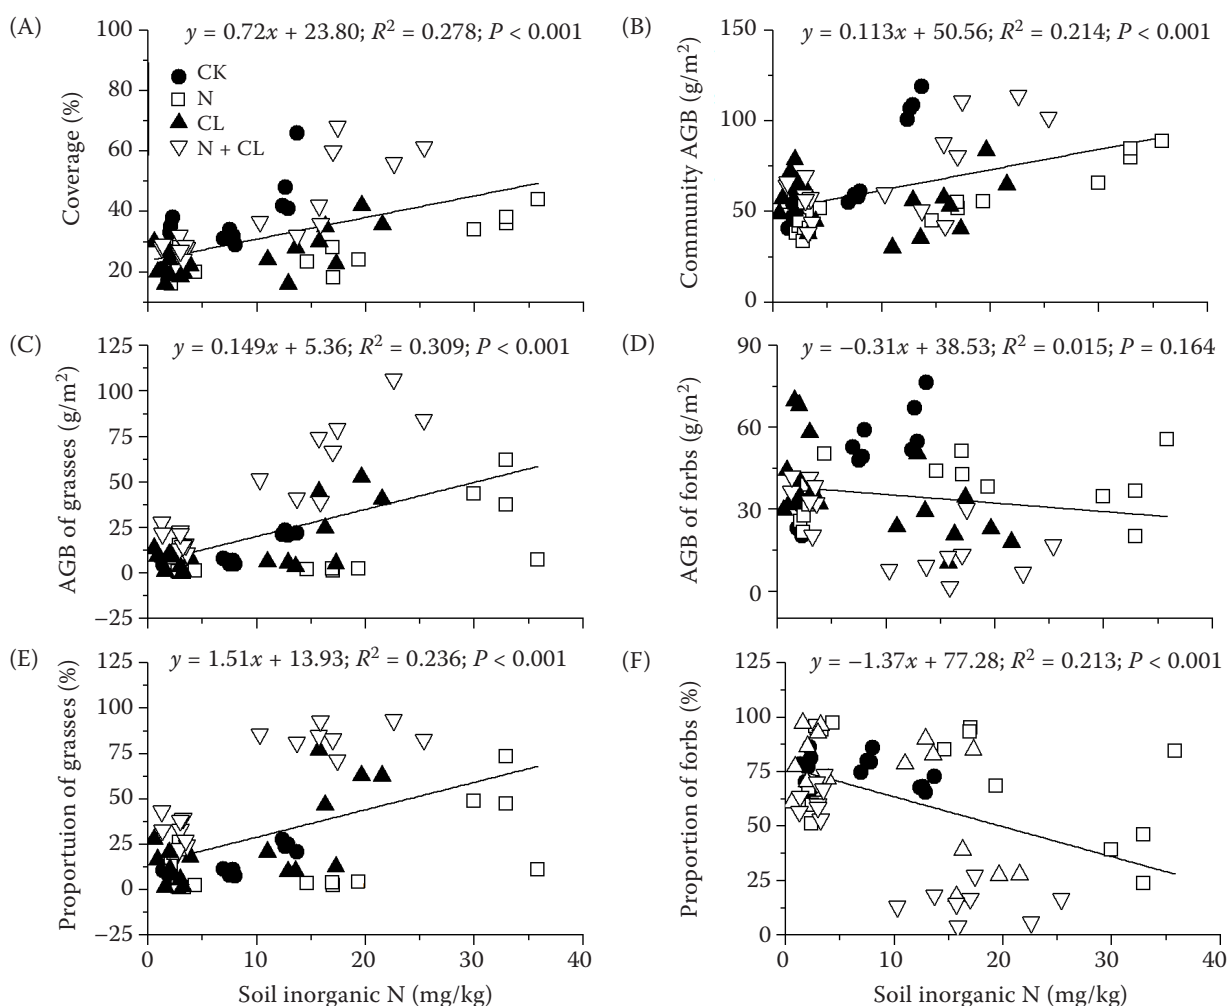 (A)
y = 0.72x + 23.80; R² = 0.278; P < 0.001
Coverage (%)
100
80
60
40
20
CK
N
CL
N + CL
(B)
y = 0.113x + 50.56; R² = 0.214; P < 0.001
Community AGB (g/m²)
150
100
50
0
(C)
y = 0.149x + 5.36; R² = 0.309; P < 0.001
AGB of grasses (g/m²)
125
100
75
50
25
0
−25
(D)
y = −0.31x + 38.53; R² = 0.015; P = 0.164
AGB of forbs (g/m²)
90
60
30
0
(E)
y = 1.51x + 13.93; R² = 0.236; P < 0.001
Proportuion of grasses (%)
125
100
75
50
25
0
−25
0 10 20 30 40
Soil inorganic N (mg/kg)
(F)
y = −1.37x + 77.28; R² = 0.213; P < 0.001
Proportion of forbs (%)
125
100
75
50
25
0
0 10 20 30 40
Soil inorganic N (mg/kg)